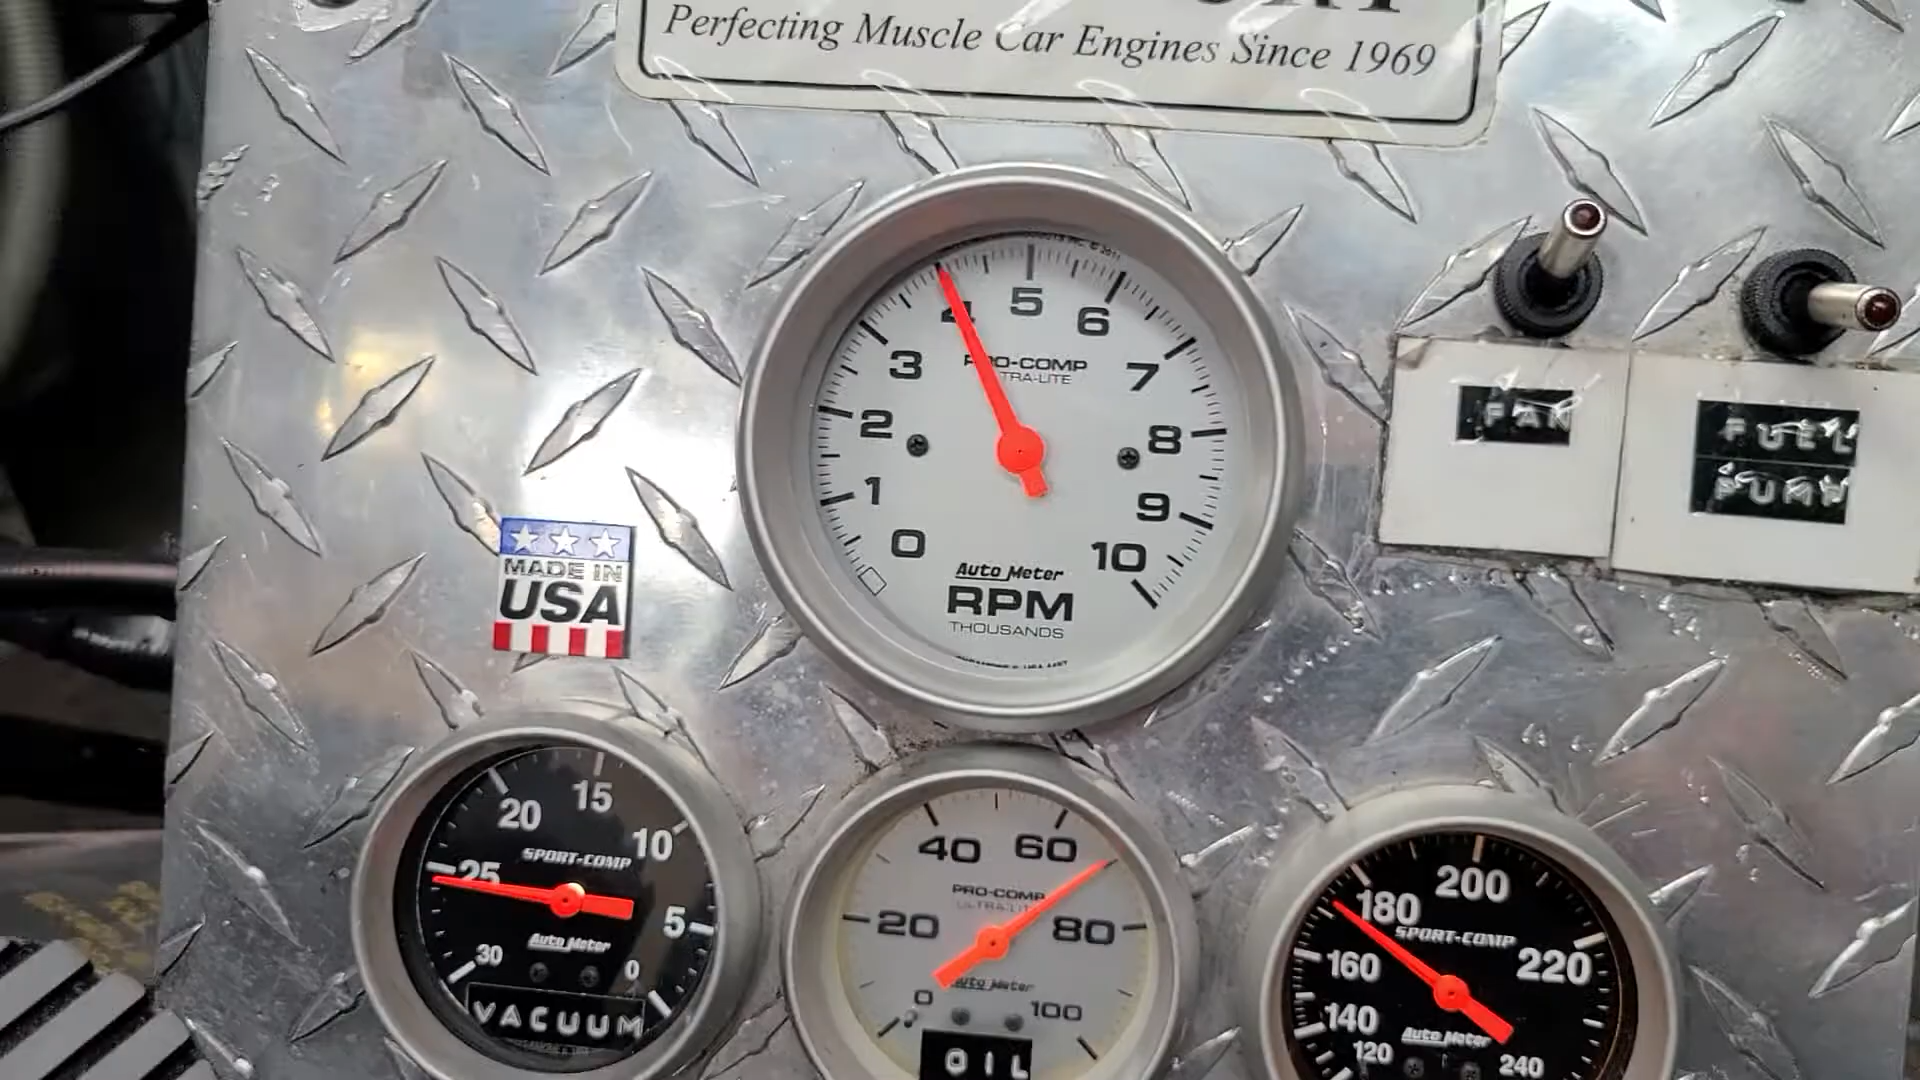 Perfecting Muscle Car Engines Since 1969
4 5 6
3 7
2 8
1 9
0 10
PRO-COMP
Auto Meter
RPM
THOUSANDS
FAN
FUEL
PUMP
MADE IN
USA
20 15 10
25 5
30 0
SPORT-COMP
Auto Meter
VACUUM
40 60
20 80
0 100
PRO-COMP
ULTRA-LITE
Auto Meter
OIL
180 200
160 220
140
120 240
SPORT-COMP
Auto Meter